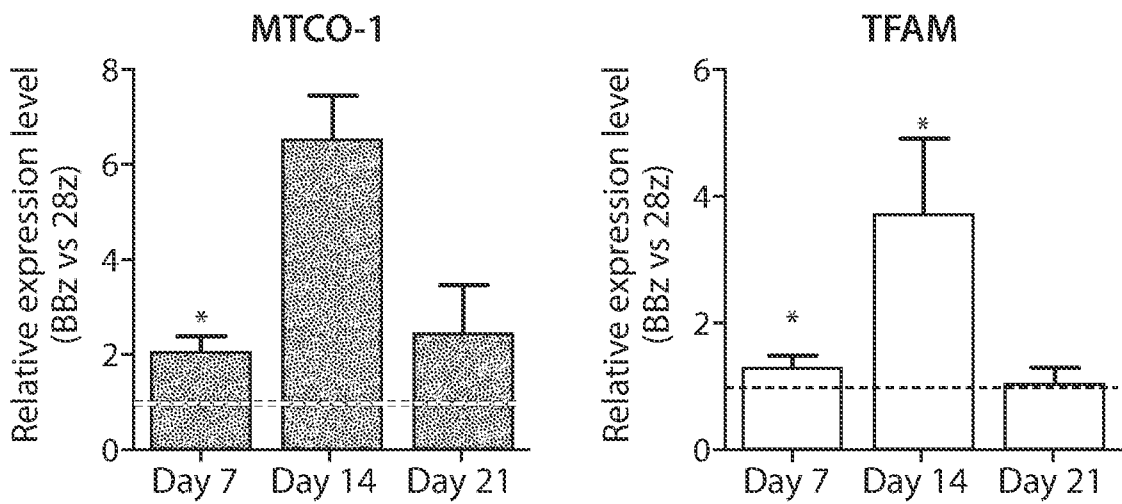 MTCO-1
Relative expression level
(BBz vs 28z)
8
6
4
2
0
*
Day 7
Day 14
Day 21
TFAM
Relative expression level
(BBz vs 28z)
6
4
2
0
*
*
Day 7
Day 14
Day 21